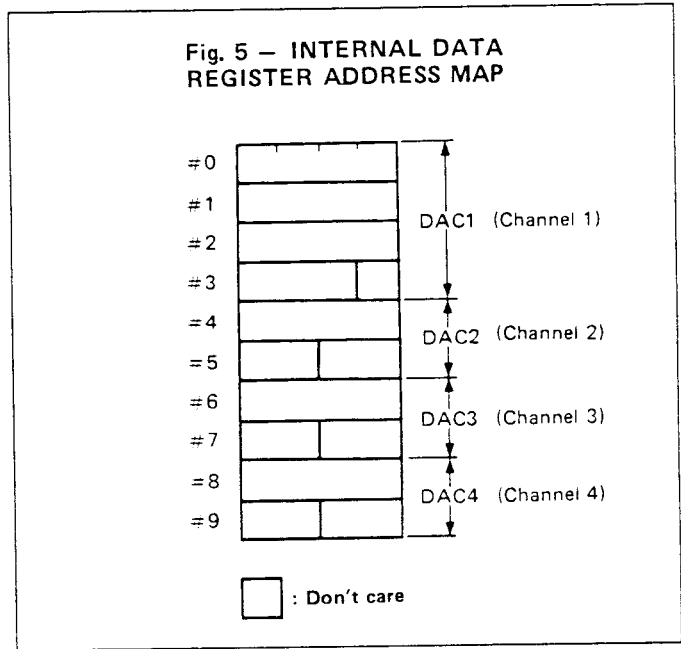 Fig. 5 — INTERNAL DATA
REGISTER ADDRESS MAP
#0
#1
#2
#3
#4
#5
#6
#7
#8
#9
DAC1 (Channel 1)
DAC2 (Channel 2)
DAC3 (Channel 3)
DAC4 (Channel 4)
: Don't care